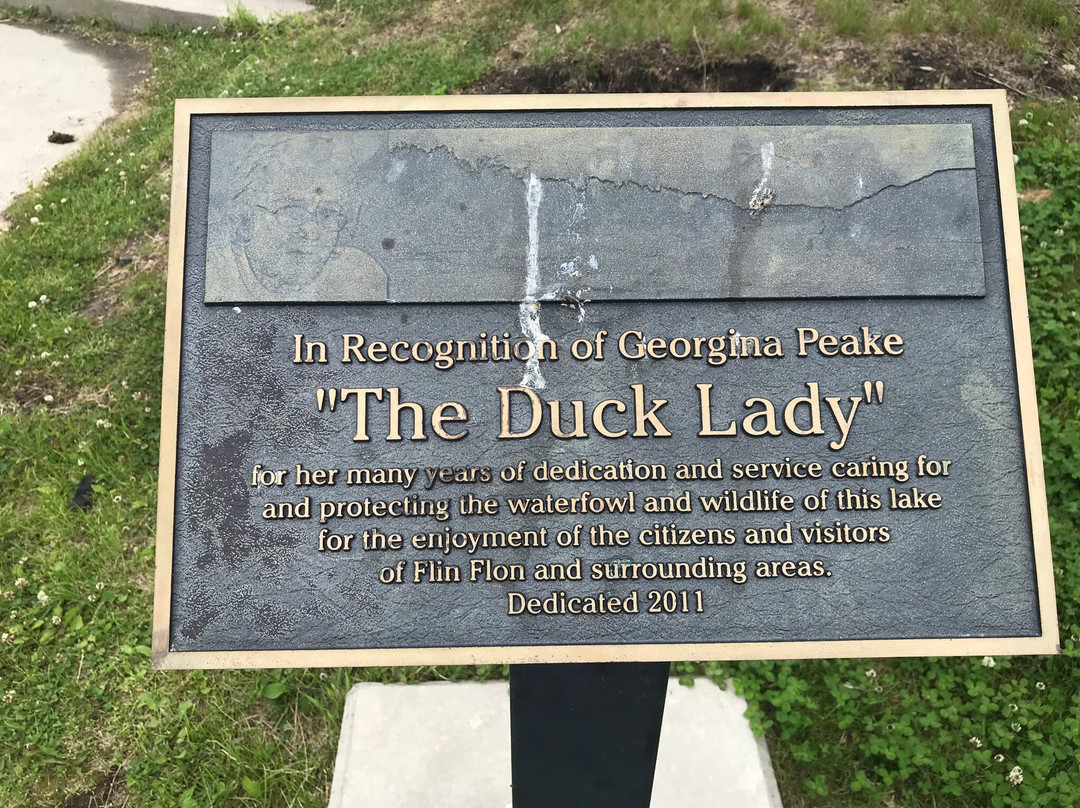 In Recognition of Georgina Peake
"The Duck Lady"
for her many years of dedication and service caring for
and protecting the waterfowl and wildlife of this lake
for the enjoyment of the citizens and visitors
of Flin Flon and surrounding areas.
Dedicated 2011